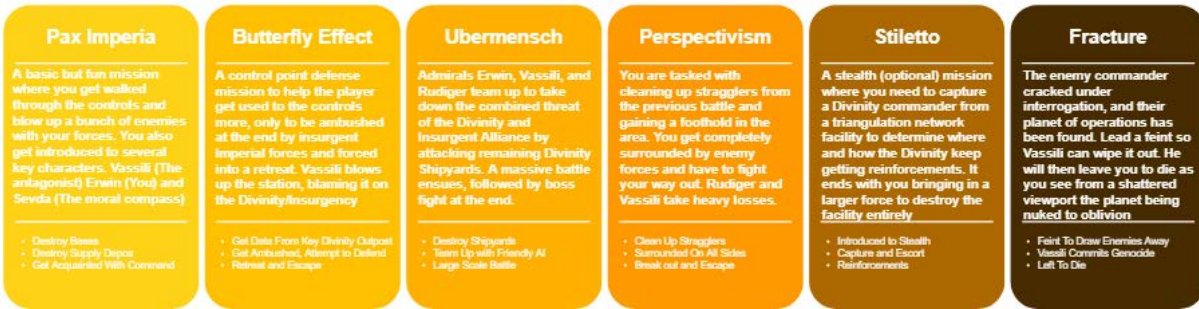 Pax Imperia
A basic but fun mission
where you get walked
through the controls and
blow up a bunch of enemies
with your forces. You also
get introduced to several
key characters. Vassili (The
antagonist) Erwin (You) and
Sevda (The moral compass)
• Destroy Bases
• Destroy Supply Depos
• Get Acquainted With Command
Butterfly Effect
A control point defense
mission to help the player
get used to the controls
more, only to be ambushed
at the end by insurgent
Imperial forces and forced
into a retreat. Vassili blows
up the station, blaming it on
the Divinity/Insurgency
• Get Data From Key Divinity Outpost
• Get Ambushed, Attempt to Defend
• Retreat and Escape
Ubermensch
Admirals Erwin, Vassili, and
Rudiger team up to take
down the combined threat
of the Divinity and
Insurgent Alliance by
attacking remaining Divinity
Shipyards. A massive battle
ensues, followed by boss
fight at the end.
• Destroy Shipyards
• Team Up with Friendly AI
• Large Scale Battle
Perspectivism
You are tasked with
cleaning up stragglers from
the previous battle and
gaining a foothold in the
area. You get completely
surrounded by enemy
forces and have to fight
your way out. Rudiger and
Vassili take heavy losses.
• Clean Up Stragglers
• Surrounded On All Sides
• Break out and Escape
Stiletto
A stealth (optional) mission
where you need to capture
a Divinity commander from
a triangulation network
facility to determine where
and how the Divinity keep
getting reinforcements. It
ends with you bringing in a
larger force to destroy the
facility entirely
• Introduced to Stealth
• Capture and Escort
• Reinforcements
Fracture
The enemy commander
cracked under
interrogation, and their
planet of operations has
been found. Lead a feint so
Vassili can wipe it out. He
will then leave you to die as
you see from a shattered
viewport the planet being
nuked to oblivion
• Feint To Draw Enemies Away
• Vassili Commits Genocide
• Left To Die